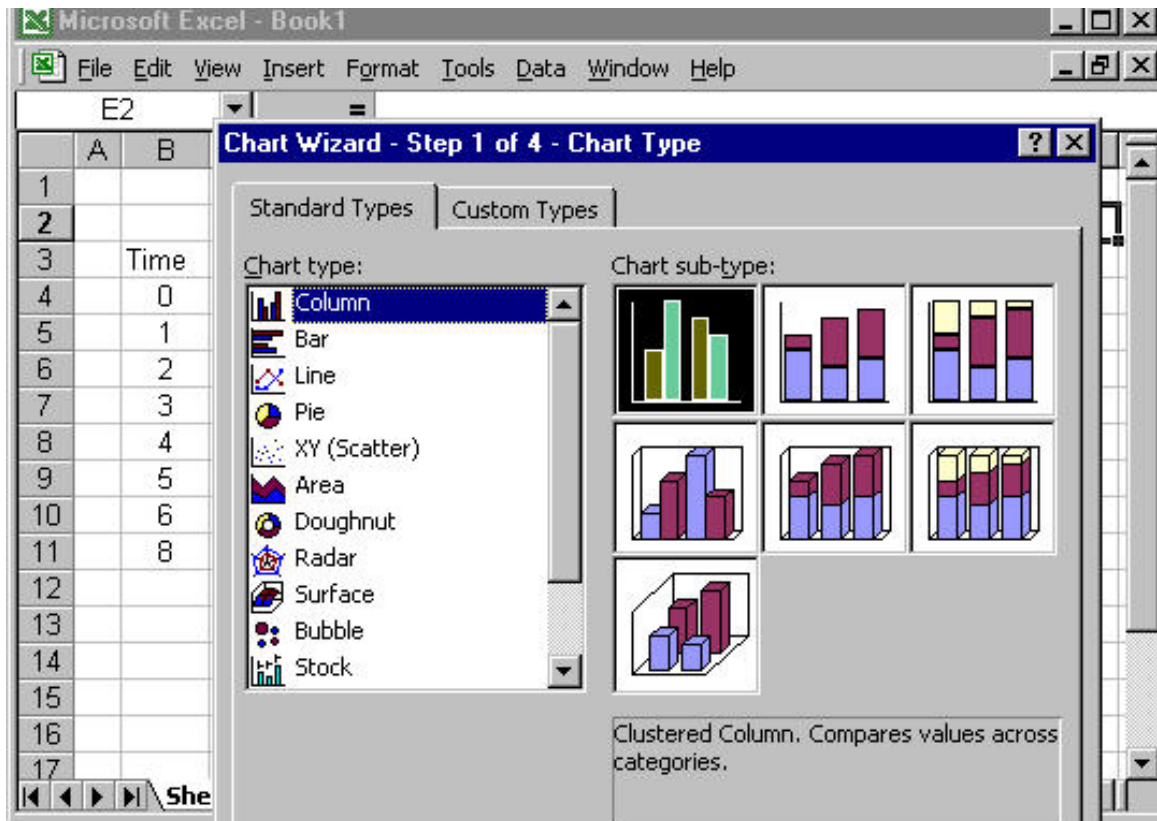 Microsoft Excel - Book1
File Edit View Insert Format Tools Data Window Help
E2 =
A B
Chart Wizard - Step 1 of 4 - Chart Type ?
1
Standard Types Custom Types
2
3 Time
Chart type: Chart sub-type:
4 0
Column
5 1
Bar
6 2
Line
7 3
Pie
8 4
XY (Scatter)
9 5
Area
10 6
Doughnut
11 8
Radar
12
Surface
13
Bubble
14
Stock
15
16
Clustered Column. Compares values across
categories.
17
She